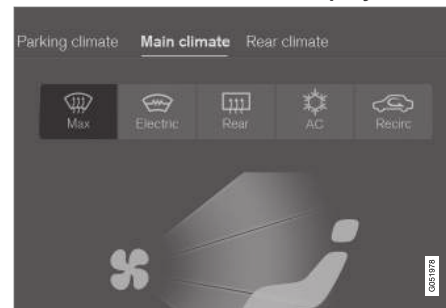 Parking climate Main climate Rear climate
Max Electric Rear AC Recirc
G051978